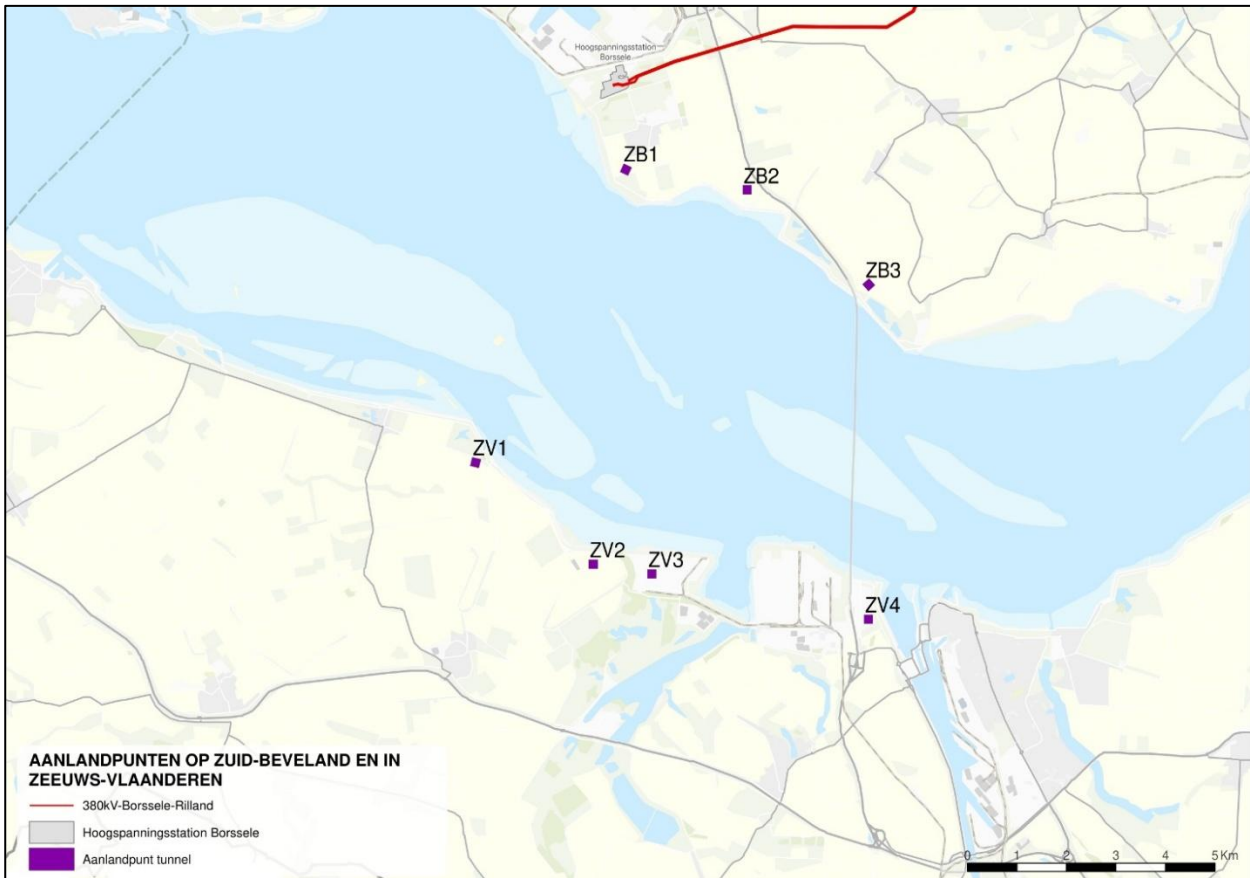 Hoogspanningsstation
Borssele
ZB1
ZB2
ZB3
ZV1
ZV2
ZV3
ZV4
AANLANDPUNTEN OP ZUID-BEVELAND EN IN
ZEEUWS-VLAANDEREN
380kV-Borssele-Rilland
Hoogspanningsstation Borssele
Aanlandpunt tunnel
0 1 2 3 4 5 Km